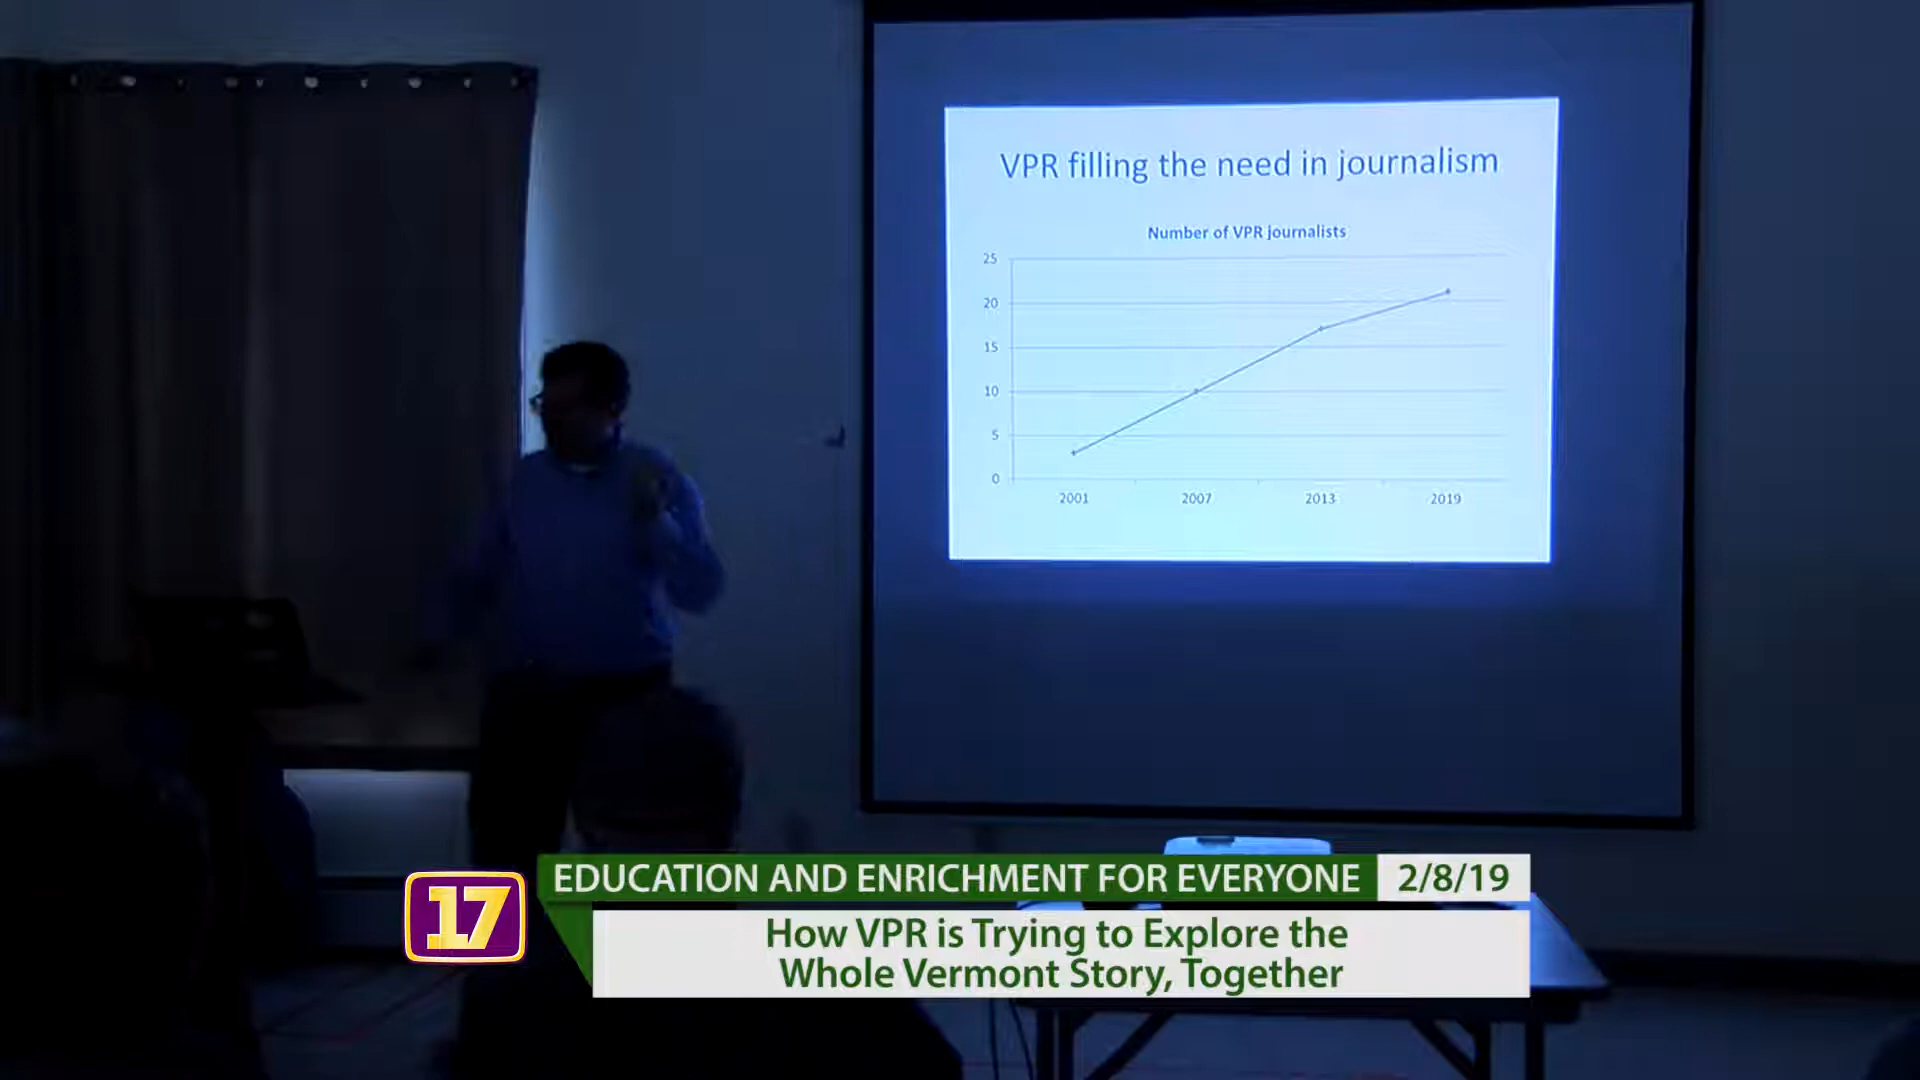 VPR filling the need in journalism
Number of VPR journalists
25
20
15
10
5
0
2001 2007 2013 2019
EDUCATION AND ENRICHMENT FOR EVERYONE 2/8/19
17
How VPR is Trying to Explore the
Whole Vermont Story, Together